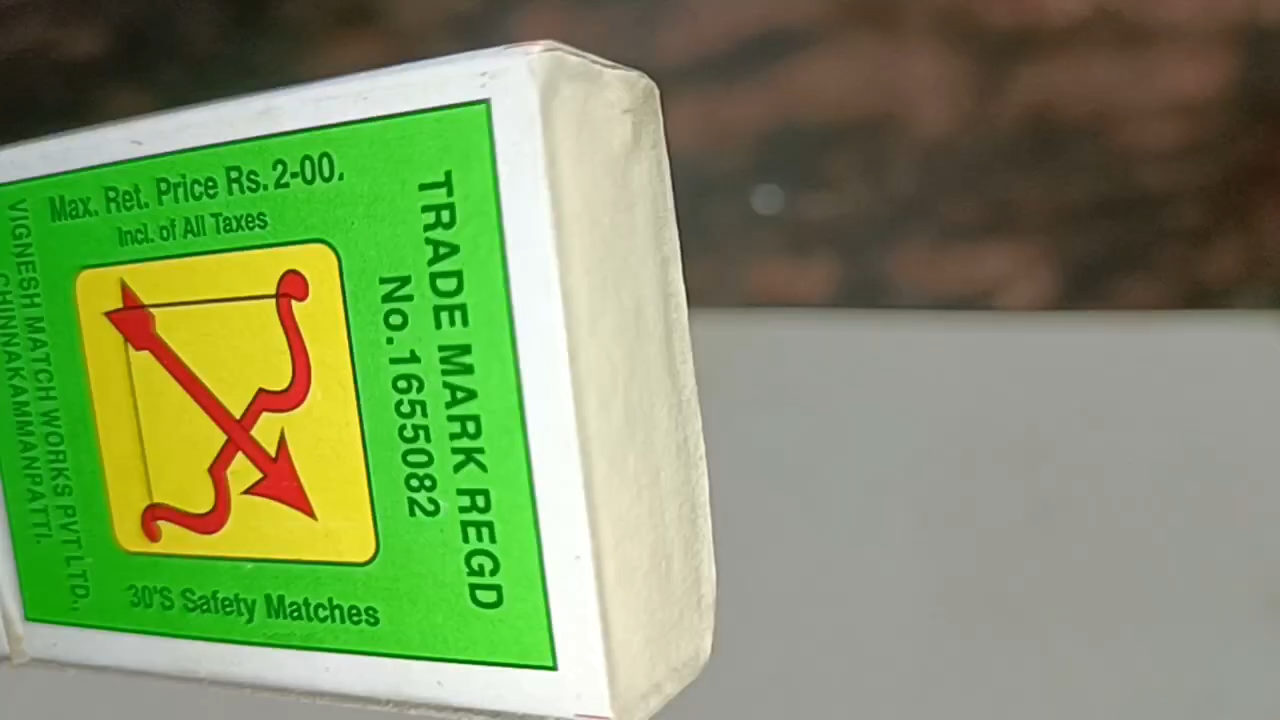 Max. Ret. Price Rs. 2-00.
Incl. of All Taxes
TRADE MARK REGD
No.1655082
30'S Safety Matches
VIGNESH MATCH WORKS PVT LTD.,
CHINNAKAMMANPATTI.